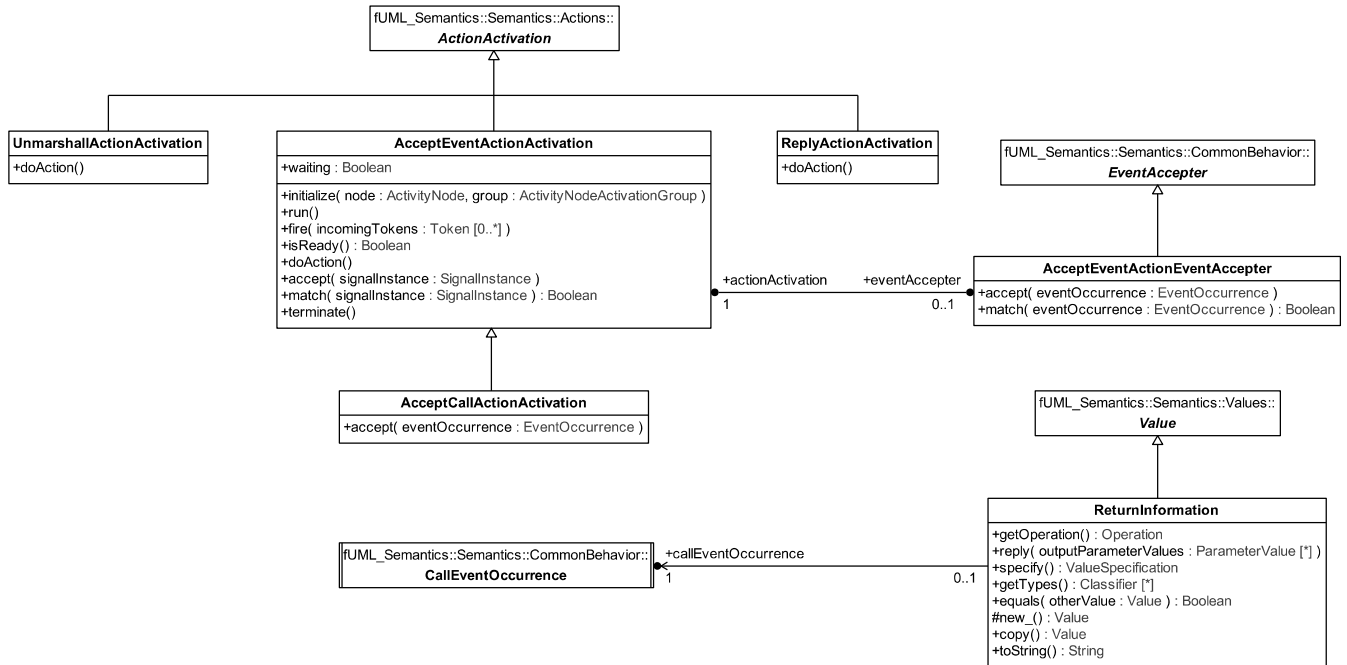 fUML_Semantics::Semantics::Actions::
ActionActivation
UnmarshallActionActivation
+doAction()
AcceptEventActionActivation
+waiting : Boolean
+initialize( node : ActivityNode, group : ActivityNodeActivationGroup )
+run()
+fire( incomingTokens : Token [0..*] )
+isReady() : Boolean
+doAction()
+accept( signalInstance : SignalInstance )
+match( signalInstance : SignalInstance ) : Boolean
+terminate()
ReplyActionActivation
+doAction()
fUML_Semantics::Semantics::CommonBehavior::
EventAccepter
+actionActivation
1
+eventAccepter
0..1
AcceptEventActionEventAccepter
+accept( eventOccurrence : EventOccurrence )
+match( eventOccurrence : EventOccurrence ) : Boolean
AcceptCallActionActivation
+accept( eventOccurrence : EventOccurrence )
fUML_Semantics::Semantics::Values::
Value
fUML_Semantics::Semantics::CommonBehavior::
CallEventOccurrence
+callEventOccurrence
1
0..1
ReturnInformation
+getOperation() : Operation
+reply( outputParameterValues : ParameterValue [*] )
+specify() : ValueSpecification
+getTypes() : Classifier [*]
+equals( otherValue : Value ) : Boolean
#new_() : Value
+copy() : Value
+toString() : String